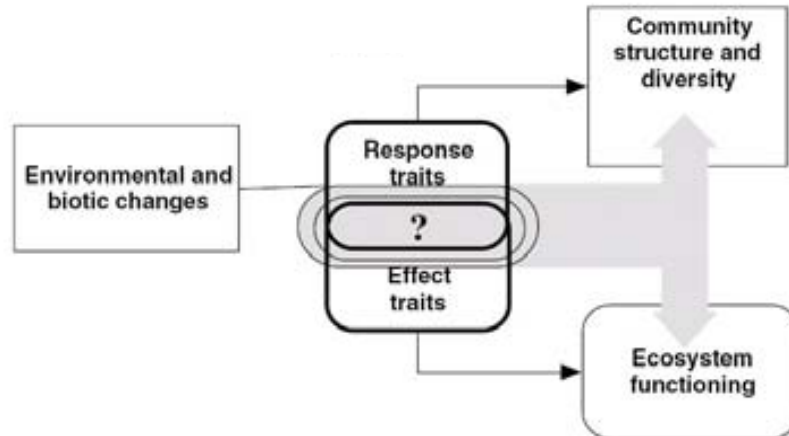 Community
structure and
diversity
Environmental and
biotic changes
Response
traits
?
Effect
traits
Ecosystem
functioning